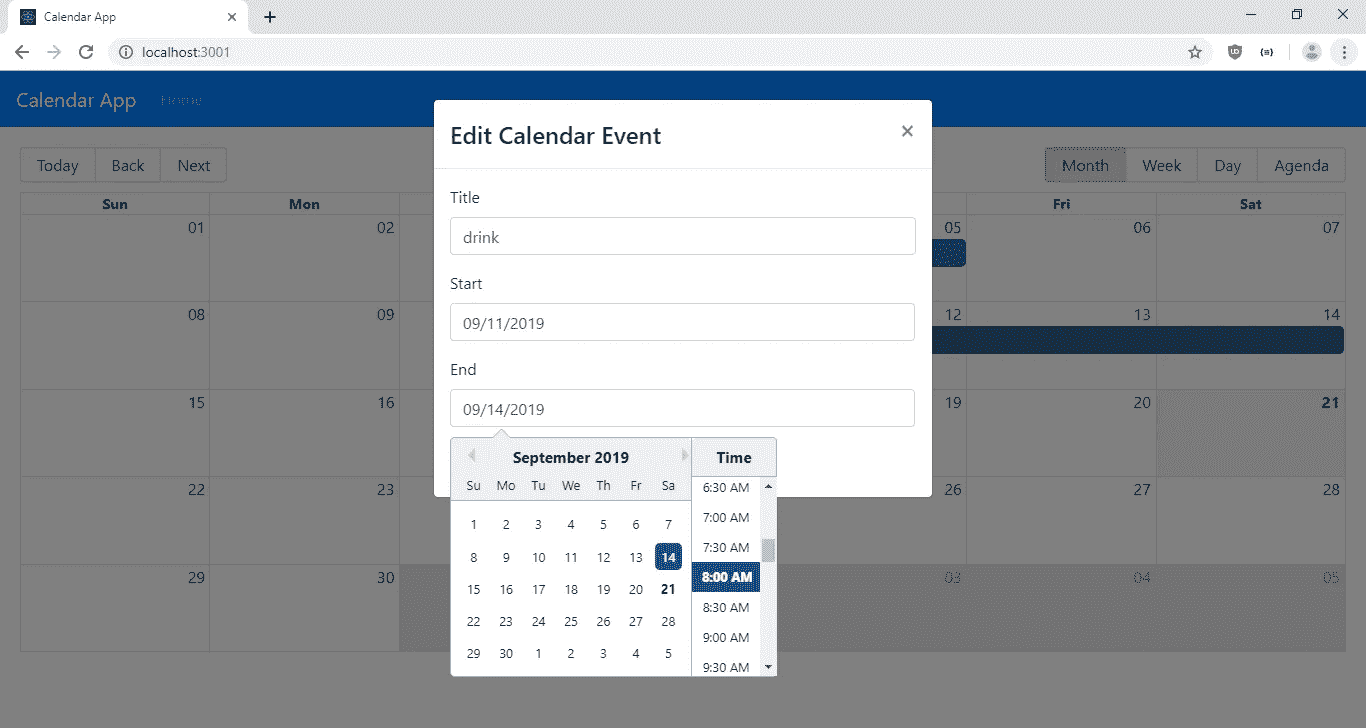 Calendar App
localhost:3001
Calendar App Home
Edit Calendar Event
Today Back Next
Month Week Day Agenda
Title
drink
Start
09/11/2019
End
09/14/2019
Sun Mon Fri Sat
01 02 05 06 07
08 09 12 13 14
15 16 19 20 21
22 23 26 27 28
29 30 03 04 05
September 2019
Su Mo Tu We Th Fr Sa
1 2 3 4 5 6 7
8 9 10 11 12 13 14
15 16 17 18 19 20 21
22 23 24 25 26 27 28
29 30 1 2 3 4 5
Time
6:30 AM
7:00 AM
7:30 AM
8:00 AM
8:30 AM
9:00 AM
9:30 AM